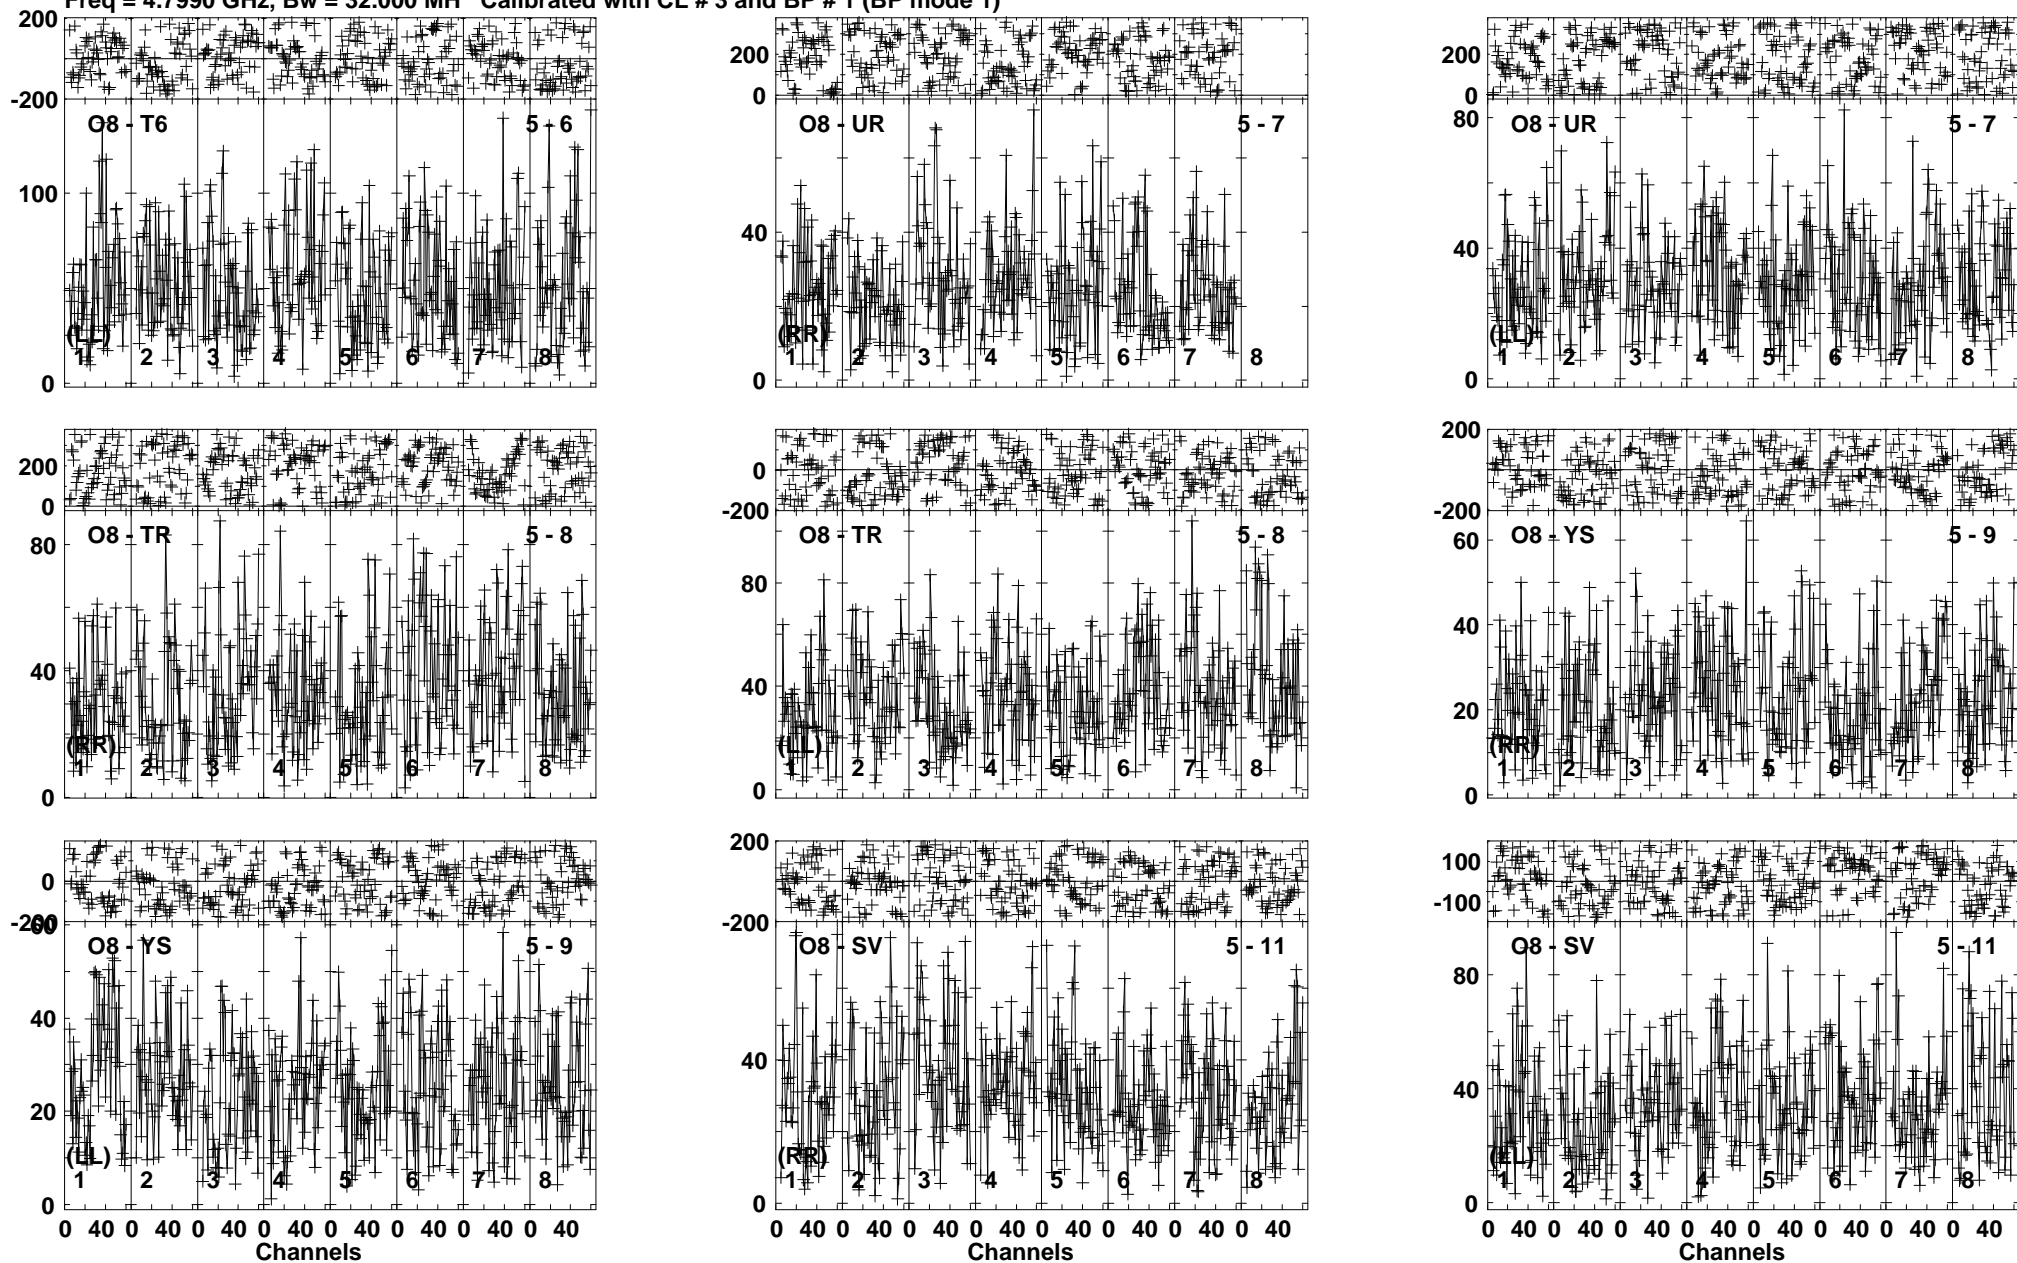 Freq = 4.7990 GHz, Bw = 32.000 MH Calibrated with CL # 3 and BP # 1 (BP mode 1)
200
-200
O8 - T6 5 - 6
100
0
(LL)
1 2 3 4 5 6 7 8
200
0
O8 - UR 5 - 7
40
0
(RR)
1 2 3 4 5 6 7 8
200
0
80
O8 - UR 5 - 7
40
0
(LL)
1 2 3 4 5 6 7 8
200
0
O8 - TR 5 - 8
80
40
0
(RR)
1 2 3 4 5 6 7 8
200
0
-200
O8 - TR 5 - 8
80
40
0
(LL)
1 2 3 4 5 6 7 8
200
0
-200
O8 - YS 5 - 9
60
40
20
0
(RR)
1 2 3 4 5 6 7 8
0
-200
60
O8 - YS 5 - 9
40
20
0
(LL)
1 2 3 4 5 6 7 8
0 40 0 40 0 40 0 40 0 40 0 40 0 40 0 40
Channels
200
-200
O8 - SV 5 - 11
40
0
(RR)
1 2 3 4 5 6 7 8
0 40 0 40 0 40 0 40 0 40 0 40 0 40 0 40
Channels
100
-100
O8 - SV 5 - 11
80
40
0
(LL)
1 2 3 4 5 6 7 8
0 40 0 40 0 40 0 40 0 40 0 40 0 40 0 40
Channels